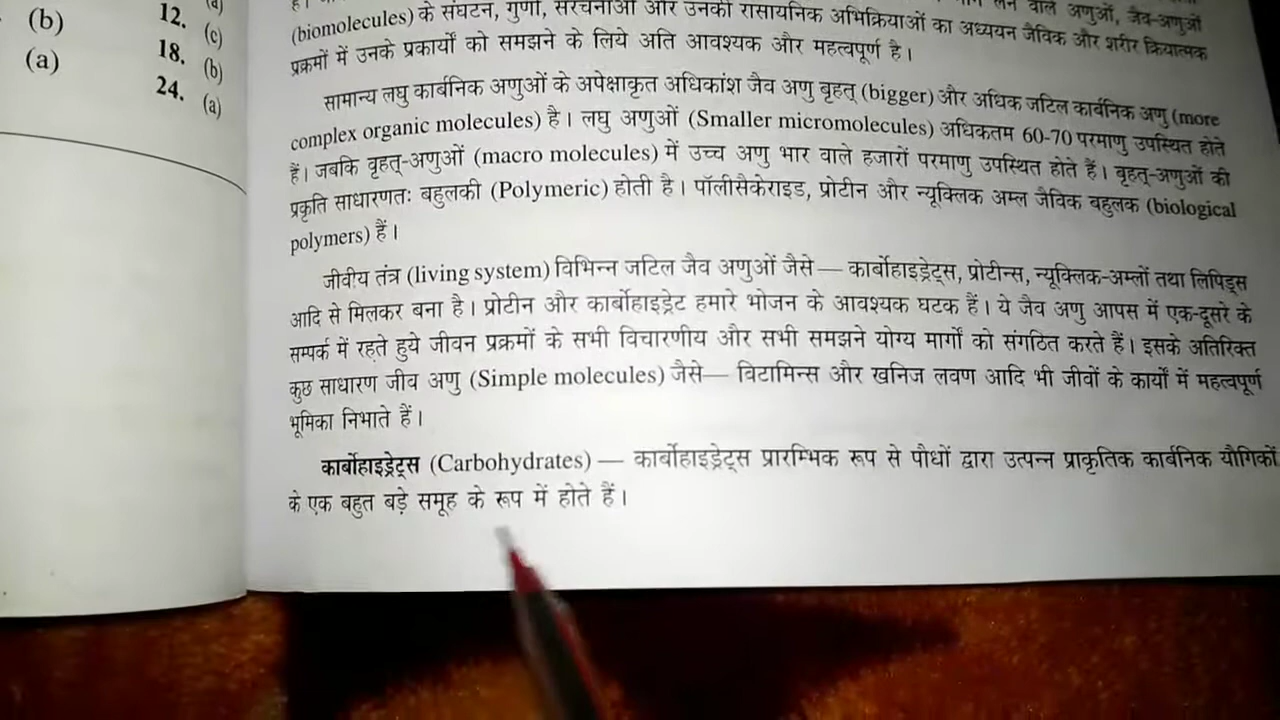 (b)
12.
(c)
(a)
18.
(b)
24.
(a)
(biomolecules) के संघटन, गुणों, संरचनाओं और उनकी रासायनिक अभिक्रियाओं का अध्ययन जैविक और शरीर क्रियात्मक
प्रक्रमों में उनके प्रकार्यों को समझने के लिये अति आवश्यक और महत्वपूर्ण है।
सामान्य लघु कार्बनिक अणुओं के अपेक्षाकृत अधिकांश जैव अणु बृहत् (bigger) और अधिक जटिल कार्बनिक अणु (more
complex organic molecules) है। लघु अणुओं (Smaller micromolecules) अधिकतम 60-70 परमाणु उपस्थित होते
हैं। जबकि वृहत्-अणुओं (macro molecules) में उच्च अणु भार वाले हजारों परमाणु उपस्थित होते हैं। बृहत्-अणुओं की
प्रकृति साधारणतः बहुलकी (Polymeric) होती है। पॉलीसैकेराइड, प्रोटीन और न्यूक्लिक अम्ल जैविक बहुलक (biological
polymers) हैं।
जीवीय तंत्र (living system) विभिन्न जटिल जैव अणुओं जैसे— कार्बोहाइड्रेट्स, प्रोटीन्स, न्यूक्लिक-अम्लों तथा लिपिड्स
आदि से मिलकर बना है। प्रोटीन और कार्बोहाइड्रेट हमारे भोजन के आवश्यक घटक हैं। ये जैव अणु आपस में एक-दूसरे के
सम्पर्क में रहते हुये जीवन प्रक्रमों के सभी विचारणीय और सभी समझने योग्य मार्गों को संगठित करते हैं। इसके अतिरिक्त
कुछ साधारण जीव अणु (Simple molecules) जैसे— विटामिन्स और खनिज लवण आदि भी जीवों के कार्यों में महत्वपूर्ण
भूमिका निभाते हैं।
कार्बोहाइड्रेट्स (Carbohydrates) — कार्बोहाइड्रेट्स प्रारम्भिक रूप से पौधों द्वारा उत्पन्न प्राकृतिक कार्बनिक यौगिकों
के एक बहुत बड़े समूह के रूप में होते हैं।